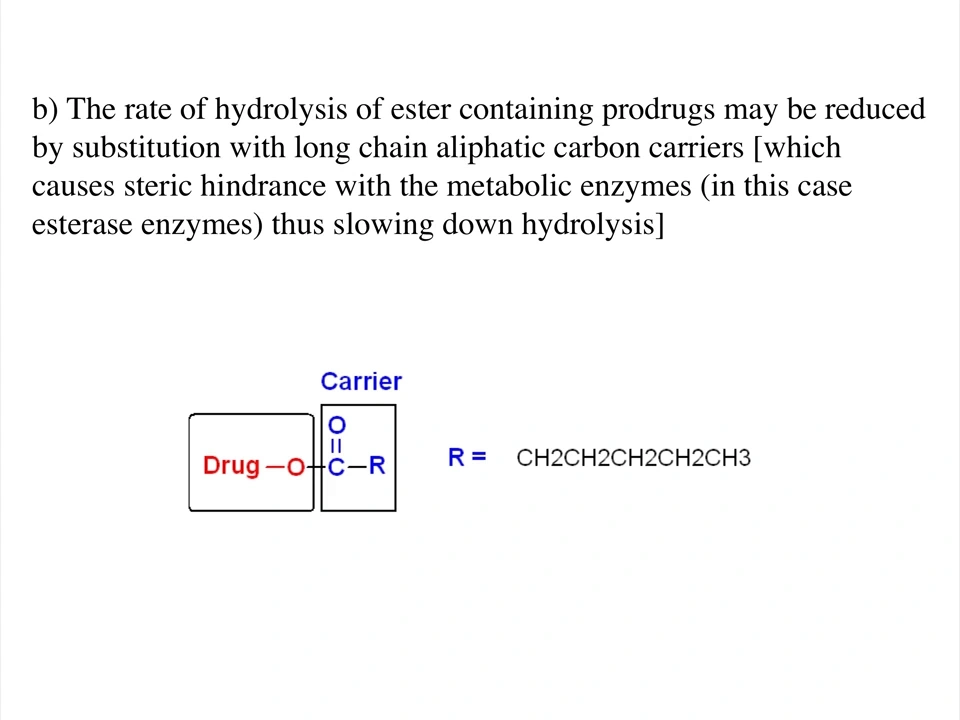 b) The rate of hydrolysis of ester containing prodrugs may be reduced
by substitution with long chain aliphatic carbon carriers [which
causes steric hindrance with the metabolic enzymes (in this case
esterase enzymes) thus slowing down hydrolysis]
Carrier
O
Drug—O—C—R
R = CH2CH2CH2CH2CH3